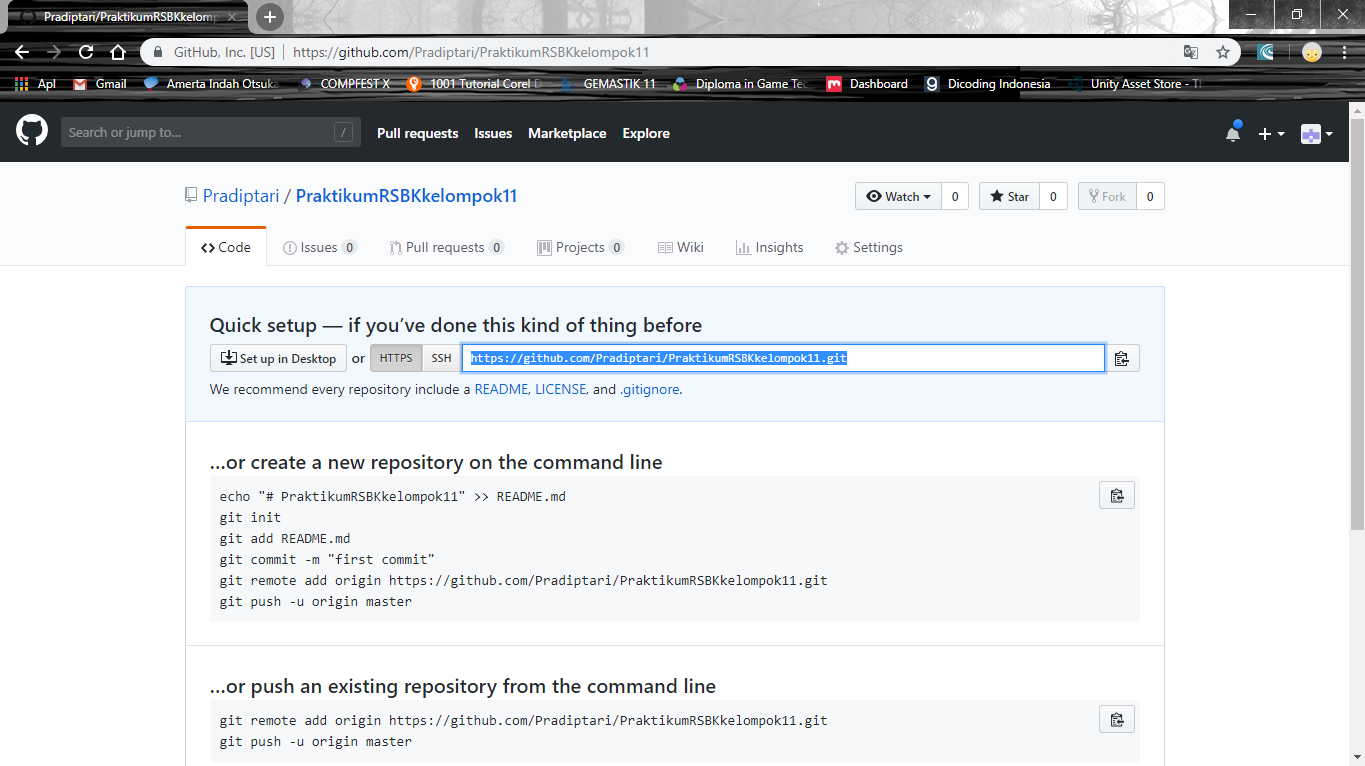 Pradiptari/PraktikumRSBKkelomp
GitHub, Inc. [US] | https://github.com/Pradiptari/PraktikumRSBKkelompok11
Apl Gmail Amerta Indah Otsuka COMPFEST X 1001 Tutorial Corel D GEMASTIK 11 Diploma in Game Tec Dashboard Dicoding Indonesia Unity Asset Store - T
Search or jump to... / Pull requests Issues Marketplace Explore
Pradiptari / PraktikumRSBKkelompok11 Watch 0 Star 0 Fork 0
Code Issues 0 Pull requests 0 Projects 0 Wiki Insights Settings
Quick setup — if you’ve done this kind of thing before
Set up in Desktop or HTTPS SSH https://github.com/Pradiptari/PraktikumRSBKkelompok11.git
We recommend every repository include a README, LICENSE, and .gitignore.
…or create a new repository on the command line
echo "# PraktikumRSBKkelompok11" >> README.md
git init
git add README.md
git commit -m "first commit"
git remote add origin https://github.com/Pradiptari/PraktikumRSBKkelompok11.git
git push -u origin master
…or push an existing repository from the command line
git remote add origin https://github.com/Pradiptari/PraktikumRSBKkelompok11.git
git push -u origin master